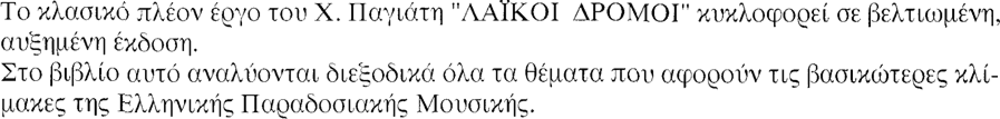 Το κλασικό πλέον έργο του Χ. Παγιάτη "ΛΑΪΚΟΙ ΔΡΟΜΟΙ" κυκλοφορεί σε βελτιωμένη,
αυξημένη έκδοση.
Στο βιβλίο αυτό αναλύονται διεξοδικά όλα τα θέματα που αφορούν τις βασικώτερες κλί-
μακες της Ελληνικής Παραδοσιακής Μουσικής.